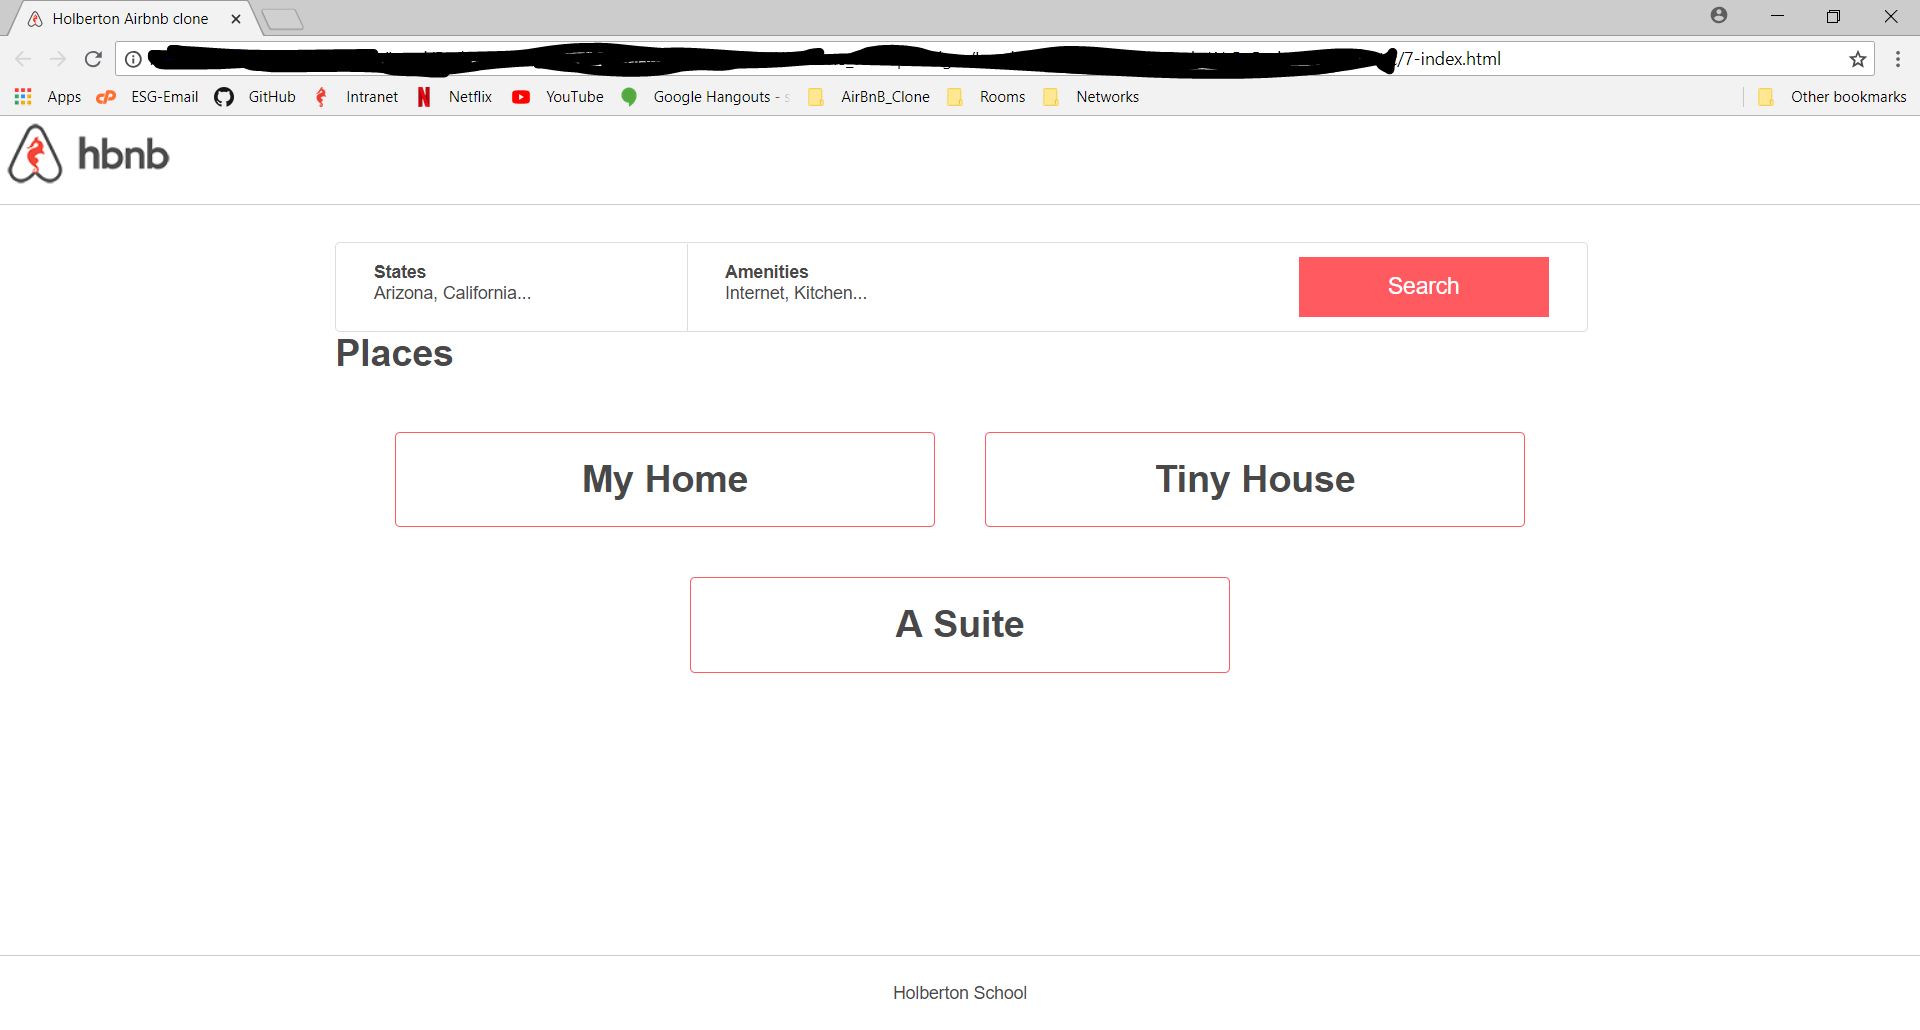 Holberton Airbnb clone
/7-index.html
Apps ESG-Email GitHub Intranet Netflix YouTube Google Hangouts - AirBnB_Clone Rooms Networks Other bookmarks
hbnb
States
Arizona, California...
Amenities
Internet, Kitchen...
Search
Places
My Home
Tiny House
A Suite
Holberton School